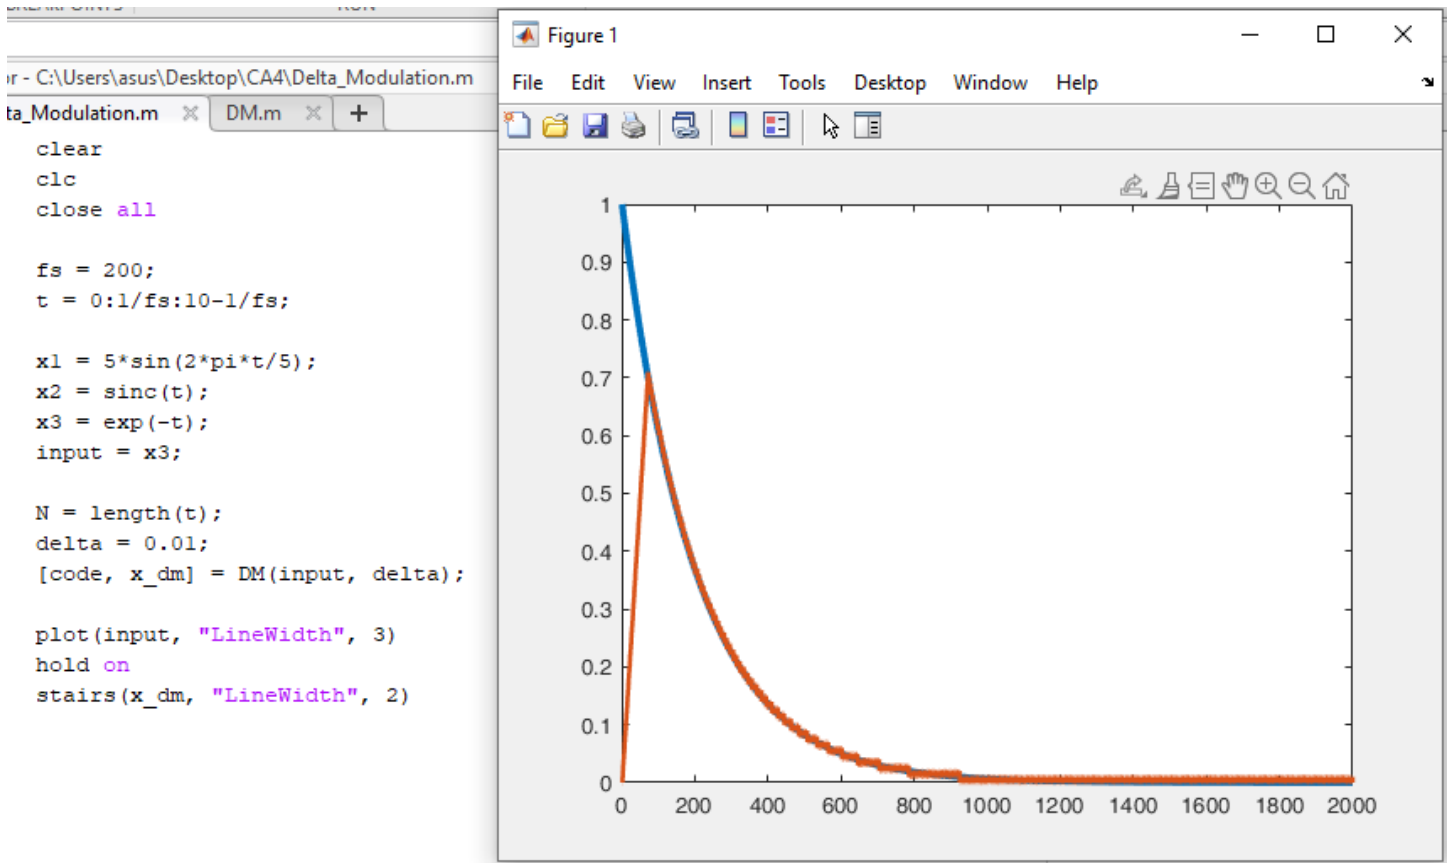 Figure 1
or - C:\Users\asus\Desktop\CA4\Delta_Modulation.m
File Edit View Insert Tools Desktop Window Help
ta_Modulation.m DM.m +
clear
clc
close all
fs = 200;
t = 0:1/fs:10-1/fs;
x1 = 5*sin(2*pi*t/5);
x2 = sinc(t);
x3 = exp(-t);
input = x3;
N = length(t);
delta = 0.01;
[code, x_dm] = DM(input, delta);
plot(input, "LineWidth", 3)
hold on
stairs(x_dm, "LineWidth", 2)
1
0.9
0.8
0.7
0.6
0.5
0.4
0.3
0.2
0.1
0
0 200 400 600 800 1000 1200 1400 1600 1800 2000